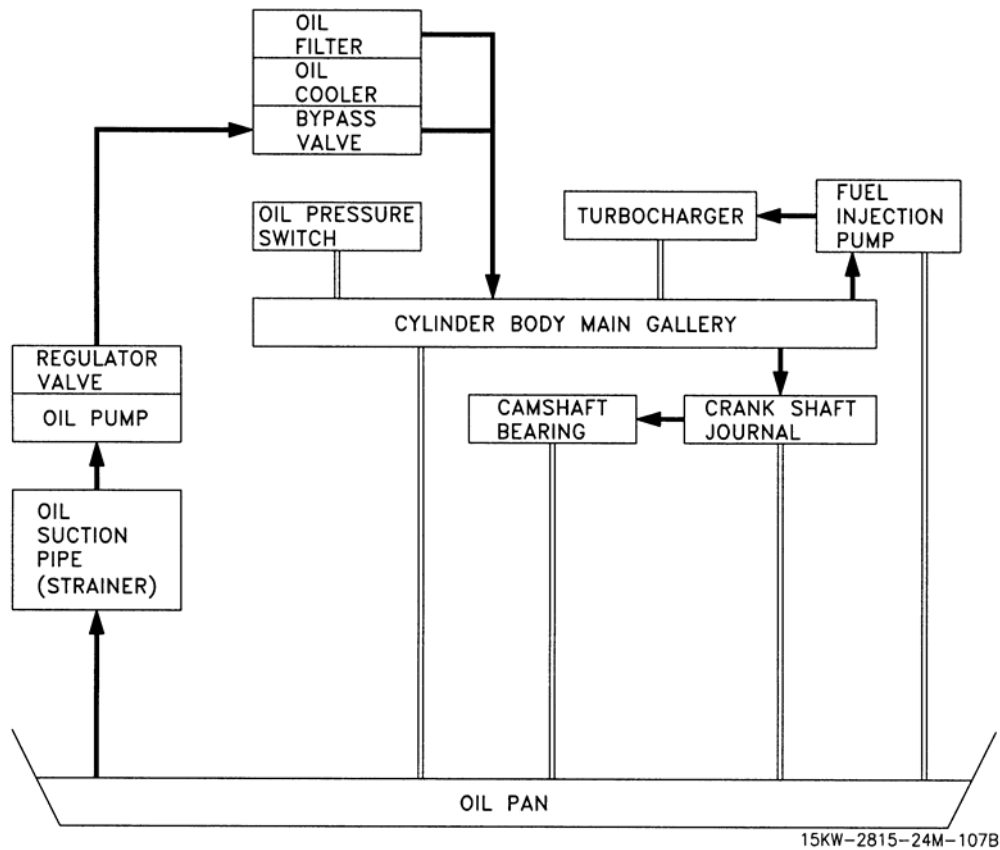 OIL
FILTER
OIL
COOLER
BYPASS
VALVE
OIL PRESSURE
SWITCH
TURBOCHARGER
FUEL
INJECTION
PUMP
CYLINDER BODY MAIN GALLERY
REGULATOR
VALVE
OIL PUMP
CAMSHAFT
BEARING
CRANK SHAFT
JOURNAL
OIL
SUCTION
PIPE
(STRAINER)
OIL PAN
15KW-2815-24M-107B